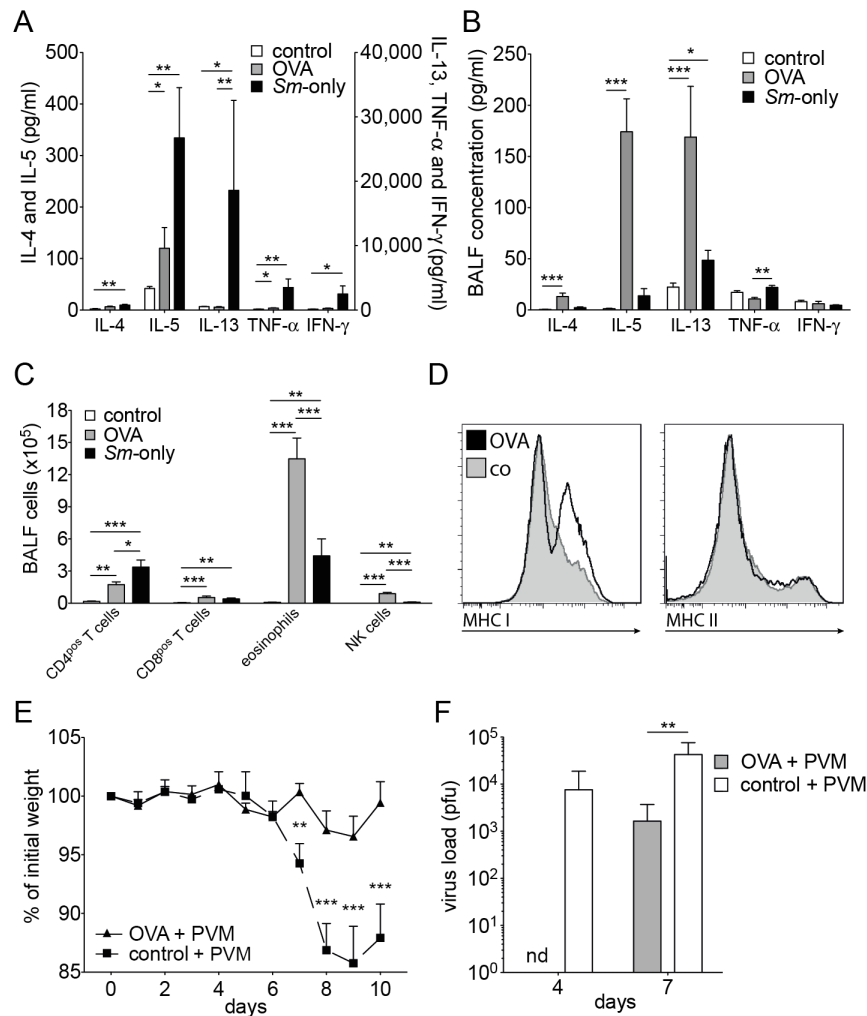 A
500
400
300
200
100
0
IL-4 and IL-5 (pg/ml)
control
OVA
Sm-only
** 
*
*
**
**
**
*
*
40,000
30,000
20,000
10,000
0
IL-13, TNF-α and IFN-γ (pg/ml)
IL-4 IL-5 IL-13 TNF-α IFN-γ
B
250
200
150
100
50
0
BALF concentration (pg/ml)
control
OVA
Sm-only
***
***
*
***
**
IL-4 IL-5 IL-13 TNF-α IFN-γ
C
18
15
12
9
6
3
0
BALF cells (x10⁵)
control
OVA
Sm-only
***
*
**
**
***
**
***
***
**
***
***
CD4ᵖᵒˢ T cells
CD8ᵖᵒˢ T cells
eosinophils
NK cells
D
OVA
co
MHC I
MHC II
E
105
100
95
90
85
% of initial weight
**
***
***
***
OVA + PVM
control + PVM
0 2 4 6 8 10
days
F
10⁵
10⁴
10³
10²
10¹
10⁰
virus load (pfu)
nd
**
OVA + PVM
control + PVM
4 7
days